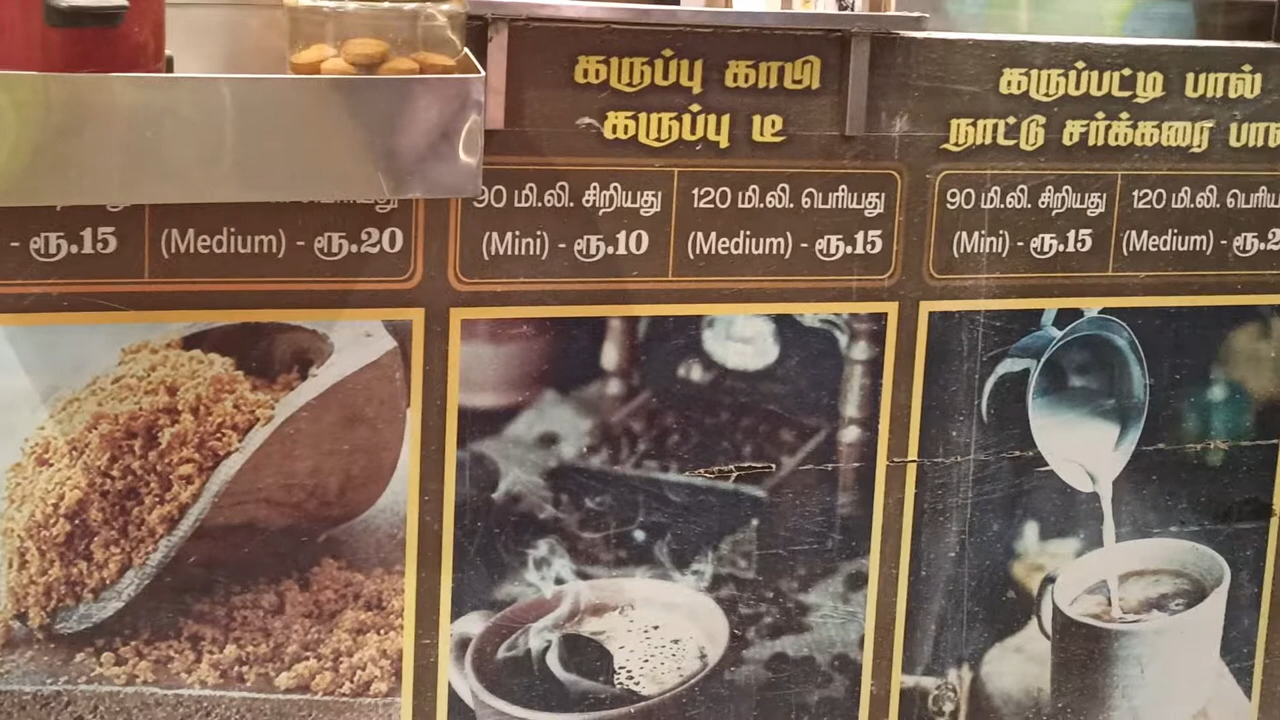 கருப்பு காபி
கருப்பு டீ
கருப்பட்டி பால்
நாட்டு சர்க்கரை
- ரூ.15
(Medium) - ரூ.20
90 மி.லி. சிறியது
(Mini) - ரூ.10
120 மி.லி. பெரியது
(Medium) - ரூ.15
90 மி.லி. சிறியது
(Mini) - ரூ.15
120 மி.லி.
(Medium) -